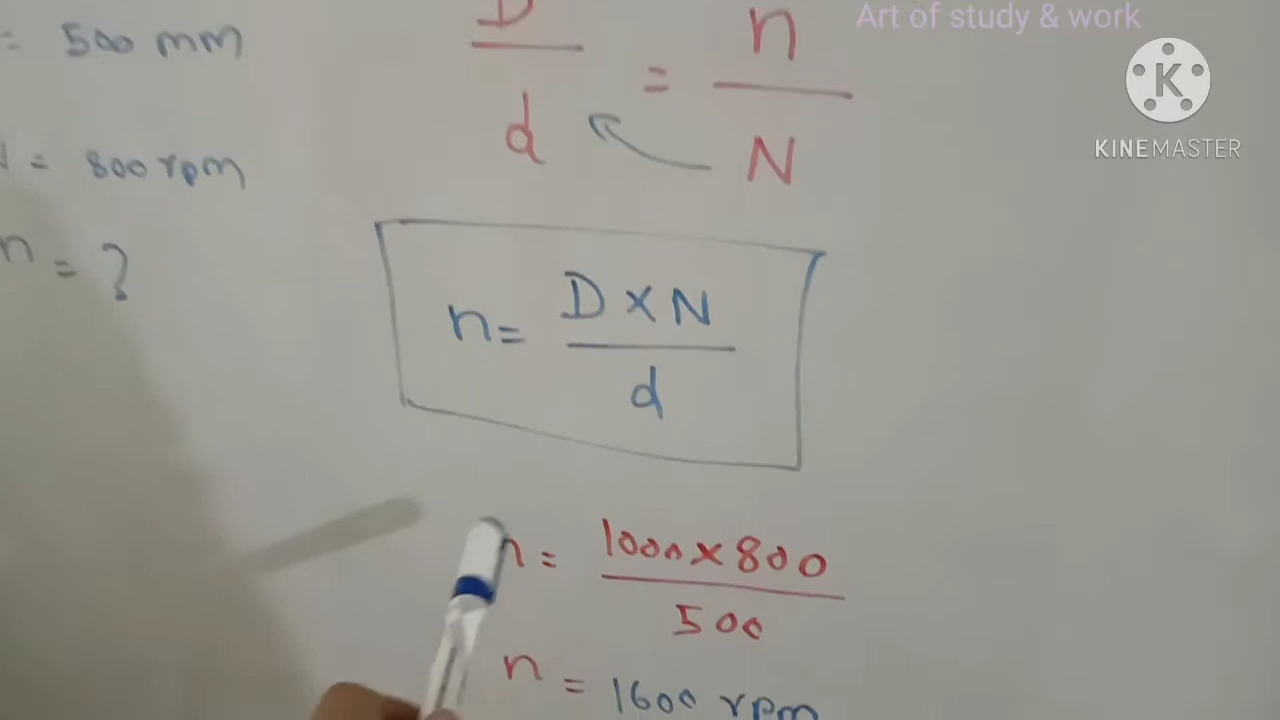 Art of study & work
K
KINEMASTER
= 500 mm
= 800 rpm
n = ?
D/d = n/N
n = D × N / d
n = 1000 × 800 / 500
n = 1600 rpm